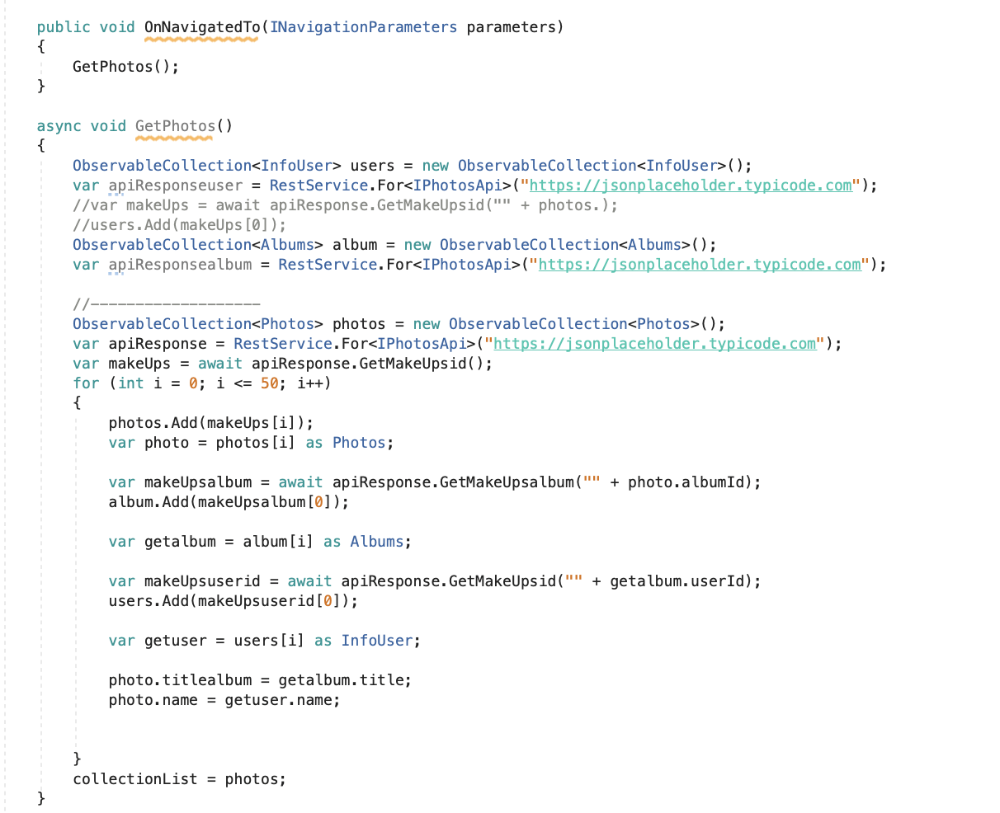 public void OnNavigatedTo(INavigationParameters parameters)
{
    GetPhotos();
}

async void GetPhotos()
{
    ObservableCollection<InfoUser> users = new ObservableCollection<InfoUser>();
    var apiResponseuser = RestService.For<IPhotosApi>("https://jsonplaceholder.typicode.com");
    //var makeUps = await apiResponse.GetMakeUpsid("" + photos.);
    //users.Add(makeUps[0]);
    ObservableCollection<Albums> album = new ObservableCollection<Albums>();
    var apiResponsealbum = RestService.For<IPhotosApi>("https://jsonplaceholder.typicode.com");

    //-------------------
    ObservableCollection<Photos> photos = new ObservableCollection<Photos>();
    var apiResponse = RestService.For<IPhotosApi>("https://jsonplaceholder.typicode.com");
    var makeUps = await apiResponse.GetMakeUpsid();
    for (int i = 0; i <= 50; i++)
    {
        photos.Add(makeUps[i]);
        var photo = photos[i] as Photos;

        var makeUpsalbum = await apiResponse.GetMakeUpsalbum("" + photo.albumId);
        album.Add(makeUpsalbum[0]);

        var getalbum = album[i] as Albums;

        var makeUpsuserid = await apiResponse.GetMakeUpsid("" + getalbum.userId);
        users.Add(makeUpsuserid[0]);

        var getuser = users[i] as InfoUser;

        photo.titlealbum = getalbum.title;
        photo.name = getuser.name;

    }
    collectionList = photos;
}